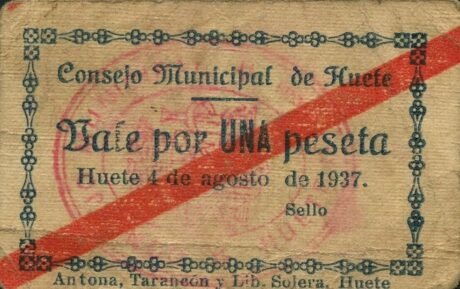 Consejo Municipal de Huete
Vale por UNA peseta
Huete 4 de agosto de 1937.
Sello
Antona, Tarancón y Lib. Solera, Huete